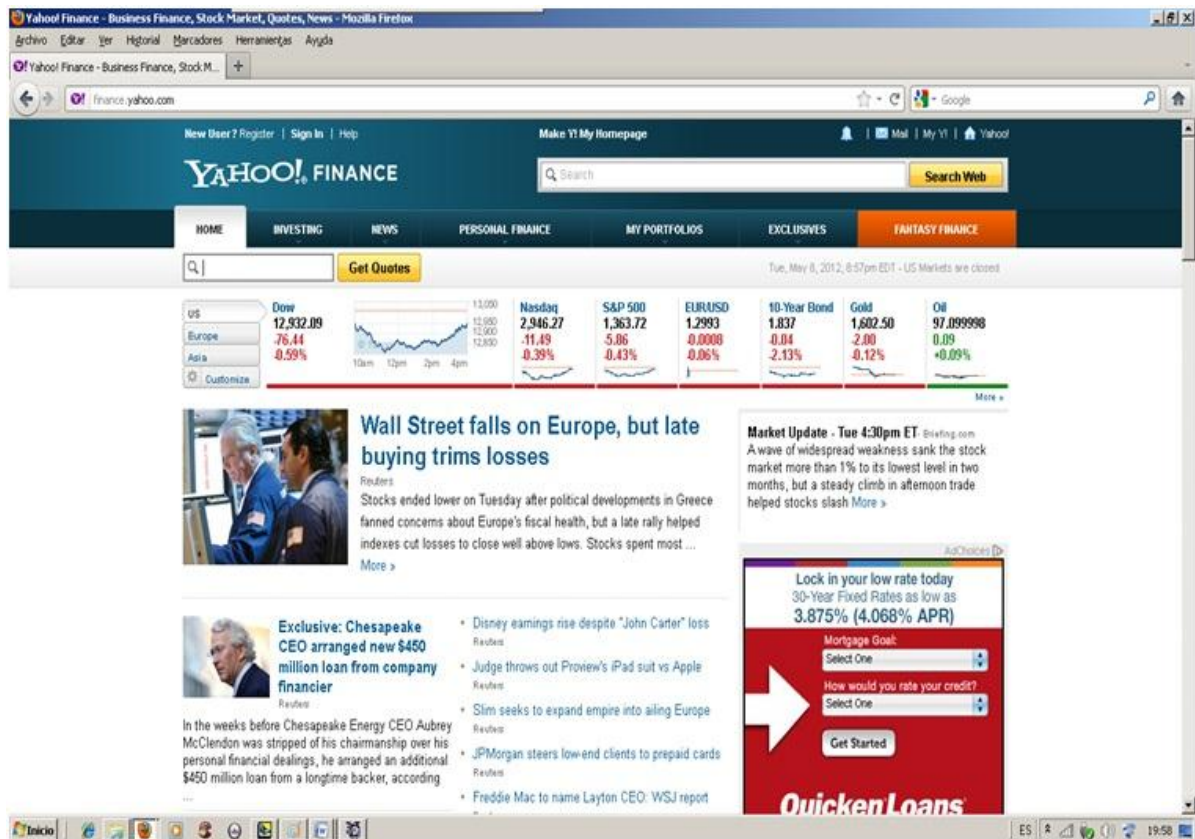 Yahoo! Finance - Business Finance, Stock Market, Quotes, News - Mozilla Firefox
Archivo Editar Ver Historial Marcadores Herramientas Ayuda
Yahoo! Finance - Business Finance, Stock M... +
finance.yahoo.com
Google
New User? Register | Sign In | Help
Make Y! My Homepage
Mail | My Y! | Yahoo!
YAHOO! FINANCE
Search
Search Web
HOME INVESTING NEWS PERSONAL FINANCE MY PORTFOLIOS EXCLUSIVES FANTASY FINANCE
Get Quotes
Tue, May 8, 2012, 8:57pm EDT - US Markets are closed
US
Europe
Asia
Customize
Dow
12,932.09
-76.44
-0.59%
13,050
12,950
12,900
12,850
10am 12pm 2pm 4pm
Nasdaq
2,946.27
-11.49
-0.39%
S&P 500
1,363.72
-5.86
-0.43%
EUR/USD
1.2993
-0.0008
-0.06%
10-Year Bond
1.837
-0.04
-2.13%
Gold
1,602.50
-2.00
-0.12%
Oil
97.099998
0.09
+0.09%
More »
Wall Street falls on Europe, but late
buying trims losses
Reuters
Stocks ended lower on Tuesday after political developments in Greece
fanned concerns about Europe's fiscal health, but a late rally helped
indexes cut losses to close well above lows. Stocks spent most ...
More »
Market Update - Tue 4:30pm ET- Briefing.com
A wave of widespread weakness sank the stock
market more than 1% to its lowest level in two
months, but a steady climb in afternoon trade
helped stocks slash More »
Exclusive: Chesapeake
CEO arranged new $450
million loan from company
financier
Reuters
In the weeks before Chesapeake Energy CEO Aubrey
McClendon was stripped of his chairmanship over his
personal financial dealings, he arranged an additional
$450 million loan from a longtime backer, according
...
• Disney earnings rise despite "John Carter" loss
Reuters
• Judge throws out Proview's iPad suit vs Apple
Reuters
• Slim seeks to expand empire into ailing Europe
Reuters
• JPMorgan steers low-end clients to prepaid cards
Reuters
• Freddie Mac to name Layton CEO: WSJ report
AdChoices
Lock in your low rate today
30-Year Fixed Rates as low as
3.875% (4.068% APR)
Mortgage Goal:
Select One
How would you rate your credit?
Select One
Get Started
Quicken Loans
Inicio
ES 19:58